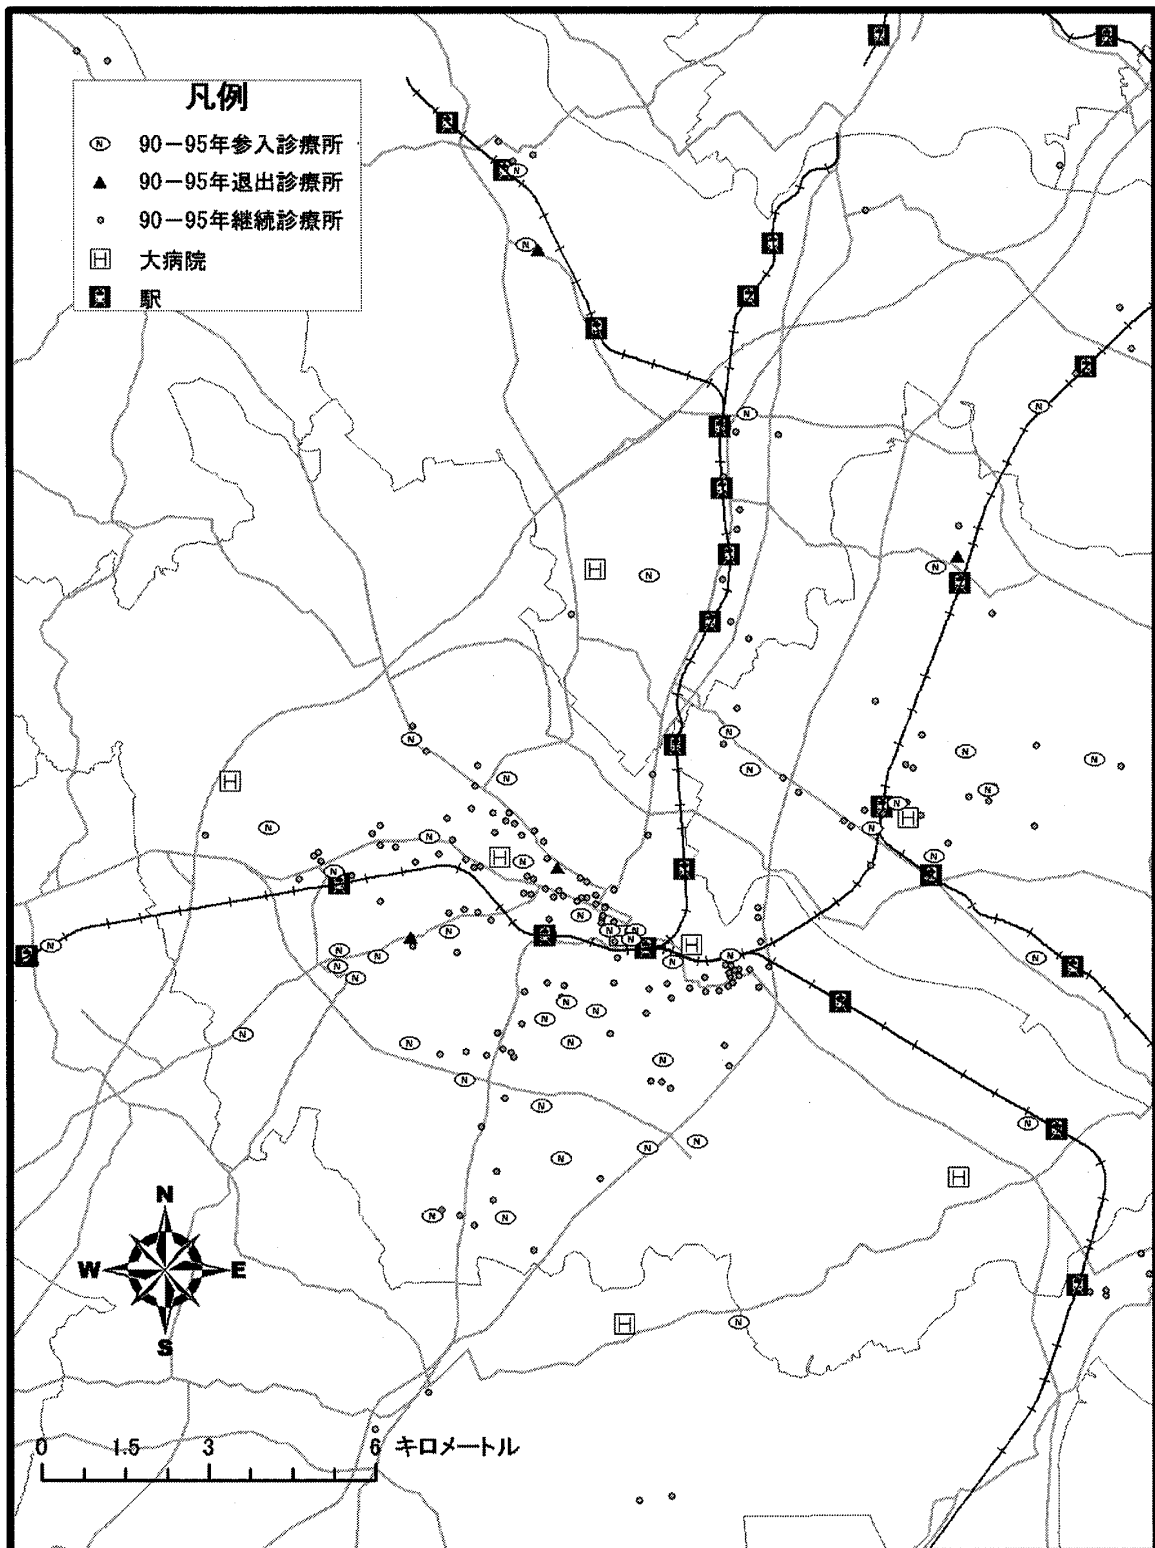 凡例
N 90-95年参入診療所
90-95年退出診療所
90-95年継続診療所
H 大病院
駅
N
W E
S
0 1.5 3 6 キロメートル